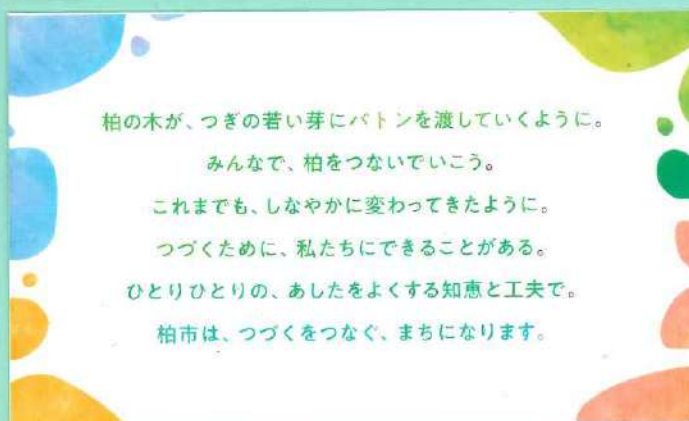 柏の木が、つぎの若い芽にバトンを渡していくように。
みんなで、柏をつないでいこう。
これまでも、しなやかに変わってきたように。
つづくために、私たちにできることがある。
ひとりひとりの、あしたをよくする知恵と工夫で。
柏市は、つづくをつなぐ、まちになります。